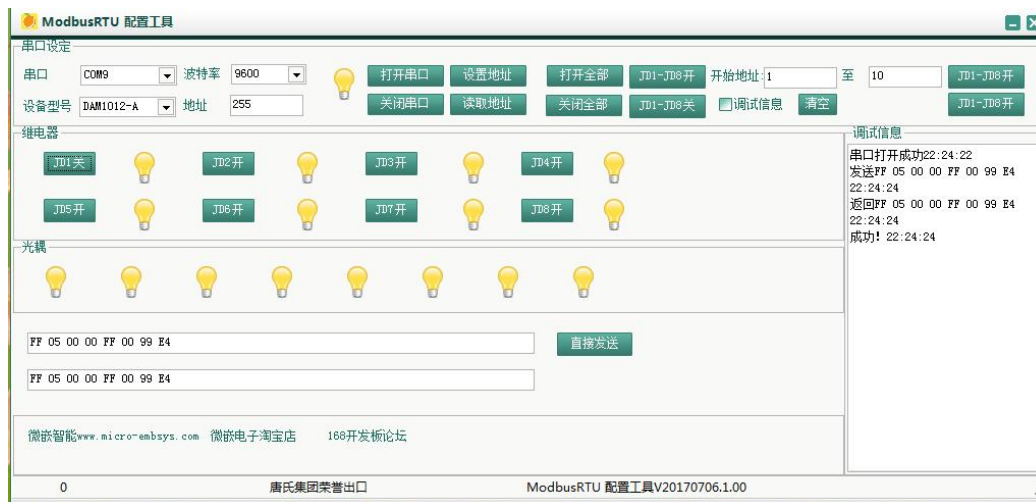 ModbusRTU 配置工具
串口设定
串口 COM9 波特率 9600 打开串口 设置地址 打开全部 JD1-JD8开 开始地址:1 至 10 JD1-JD8开
设备型号 DAM1012-A 地址 255 关闭串口 读取地址 关闭全部 JD1-JD8关 调试信息 清空 JD1-JD8开
继电器
JD1关 JD2开 JD3开 JD4开
JD5开 JD6开 JD7开 JD8开
光耦
FF 05 00 00 FF 00 99 E4 直接发送
FF 05 00 00 FF 00 99 E4
微嵌智能www.micro-embsys.com 微嵌电子淘宝店 168开发板论坛
调试信息
串口打开成功22:24:22
发送FF 05 00 00 FF 00 99 E4
22:24:24
返回FF 05 00 00 FF 00 99 E4
22:24:24
成功! 22:24:24
0 唐氏集团荣誉出口 ModbusRTU 配置工具V20170706.1.00